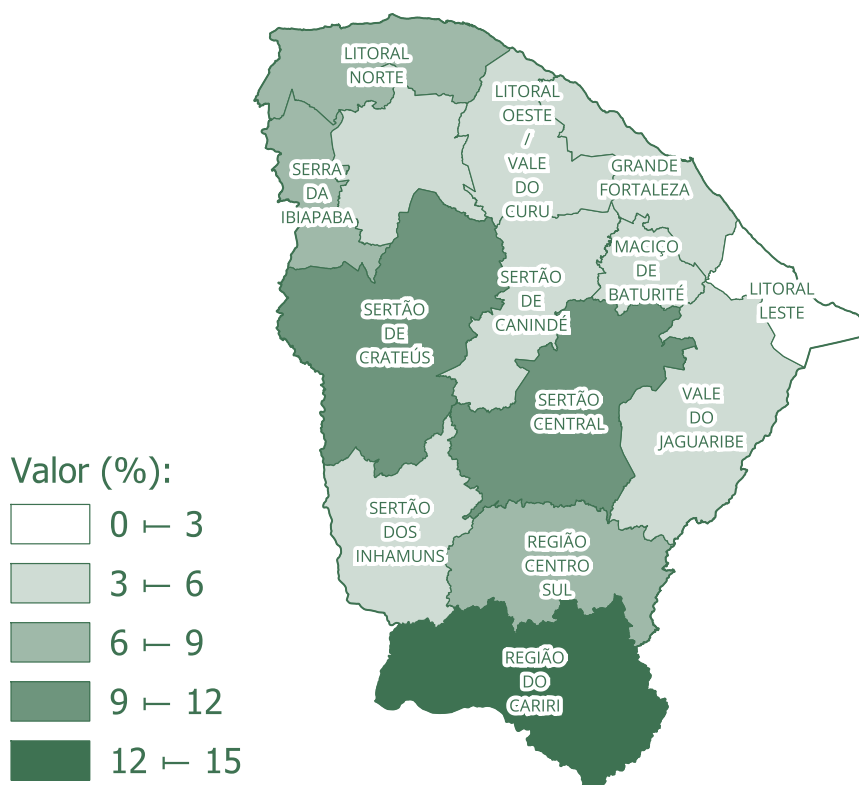 LITORAL
NORTE
LITORAL
OESTE
/
VALE
DO
CURU
GRANDE
FORTALEZA
SERRA
DA
IBIAPABA
MACIÇO
DE
BATURITÉ
SERTÃO
DE
CANINDÉ
LITORAL
LESTE
SERTÃO
DE
CRATEÚS
SERTÃO
CENTRAL
VALE
DO
JAGUARIBE
SERTÃO
DOS
INHAMUNS
REGIÃO
CENTRO
SUL
REGIÃO
DO
CARIRI
Valor (%):
0 ⊢ 3
3 ⊢ 6
6 ⊢ 9
9 ⊢ 12
12 ⊢ 15